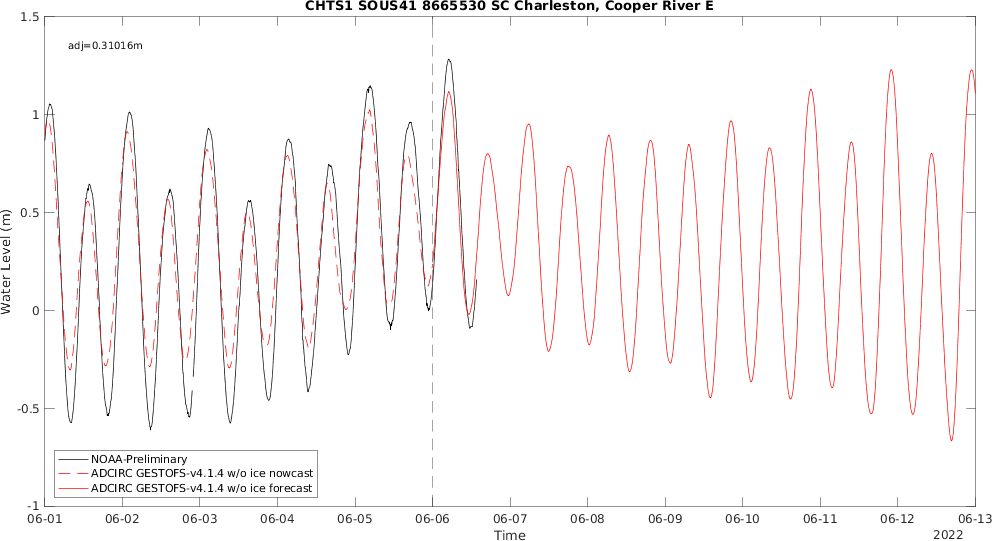 CHTS1 SOUS41 8665530 SC Charleston, Cooper River E
adj=0.31016m
1.5
1
0.5
0
-0.5
-1
Water Level (m)
NOAA-Preliminary
ADCIRC GESTOFS-v4.1.4 w/o ice nowcast
ADCIRC GESTOFS-v4.1.4 w/o ice forecast
06-01 06-02 06-03 06-04 06-05 06-06 06-07 06-08 06-09 06-10 06-11 06-12 06-13
Time
2022